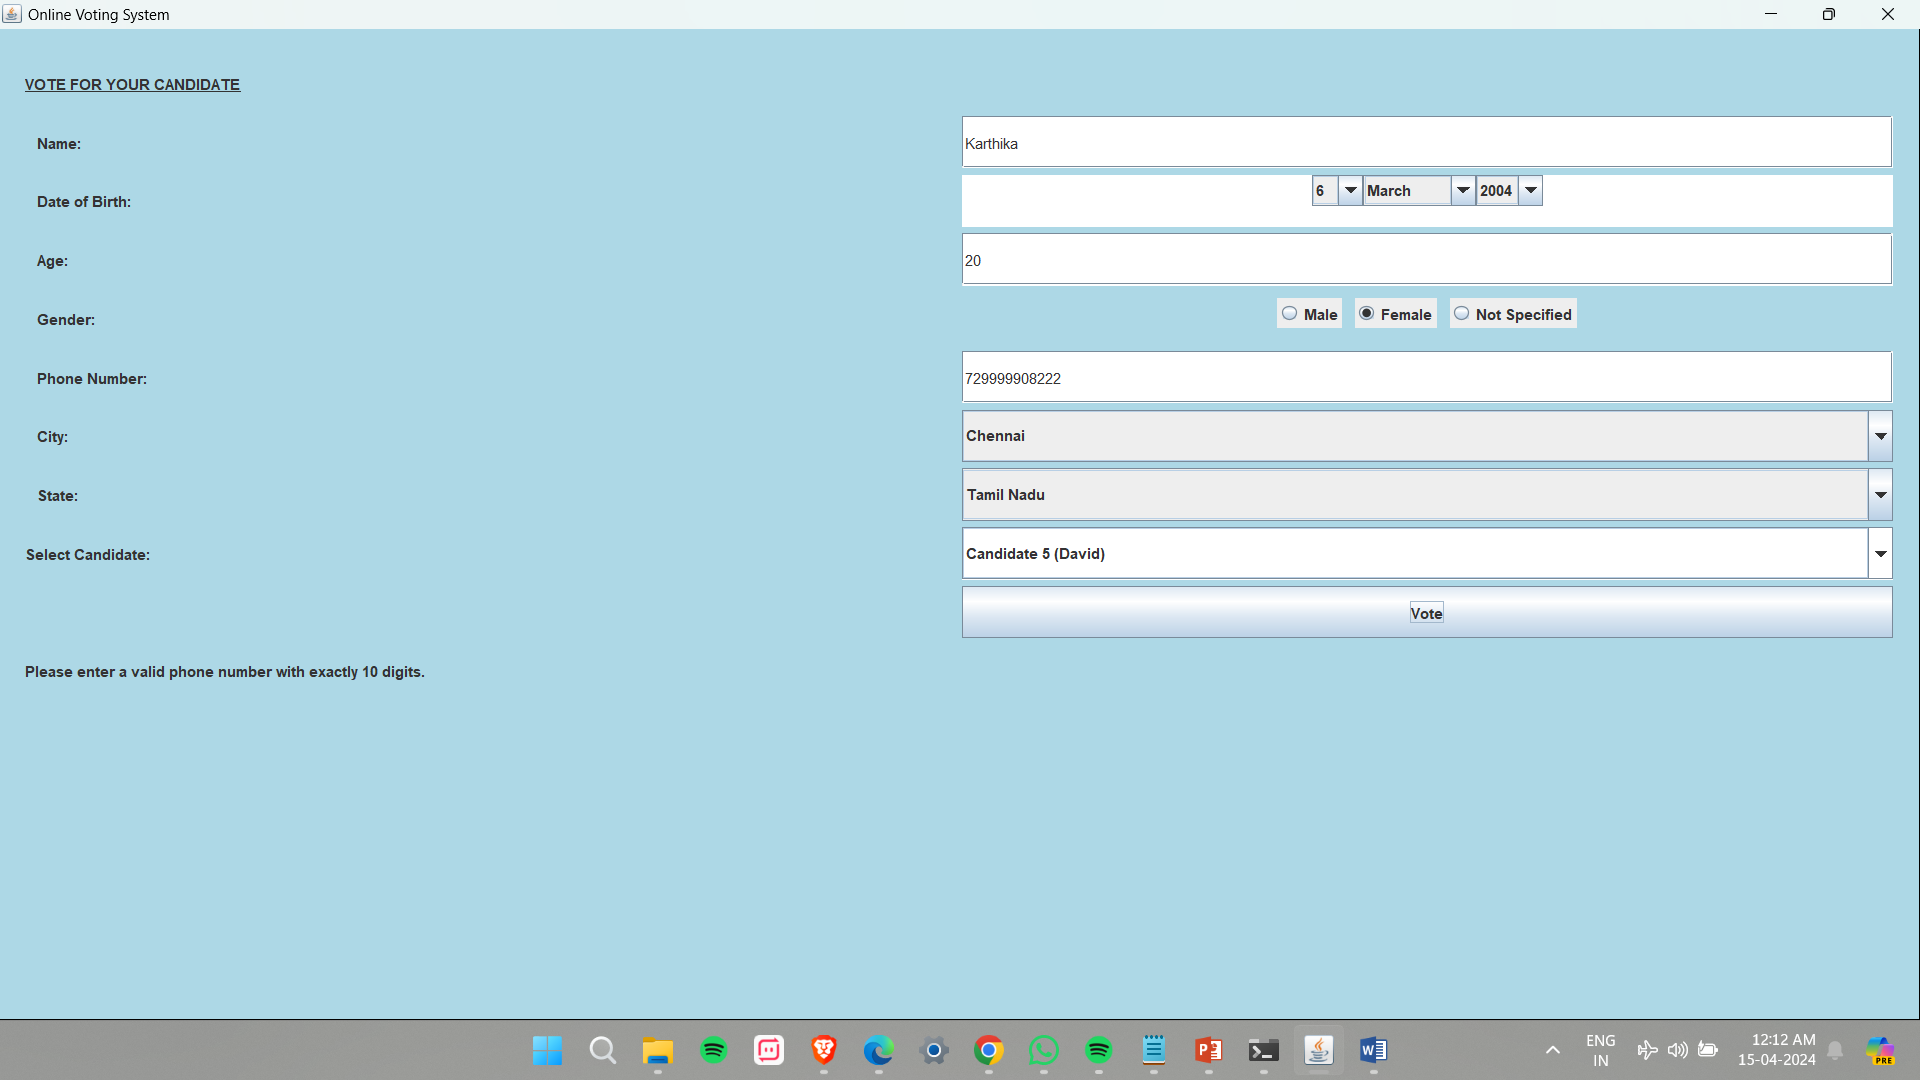 Online Voting System
VOTE FOR YOUR CANDIDATE
Name:
Karthika
Date of Birth:
6 March 2004
Age:
20
Gender:
Male Female Not Specified
Phone Number:
729999908222
City:
Chennai
State:
Tamil Nadu
Select Candidate:
Candidate 5 (David)
Vote
Please enter a valid phone number with exactly 10 digits.
ENG
IN
12:12 AM
15-04-2024
PRE